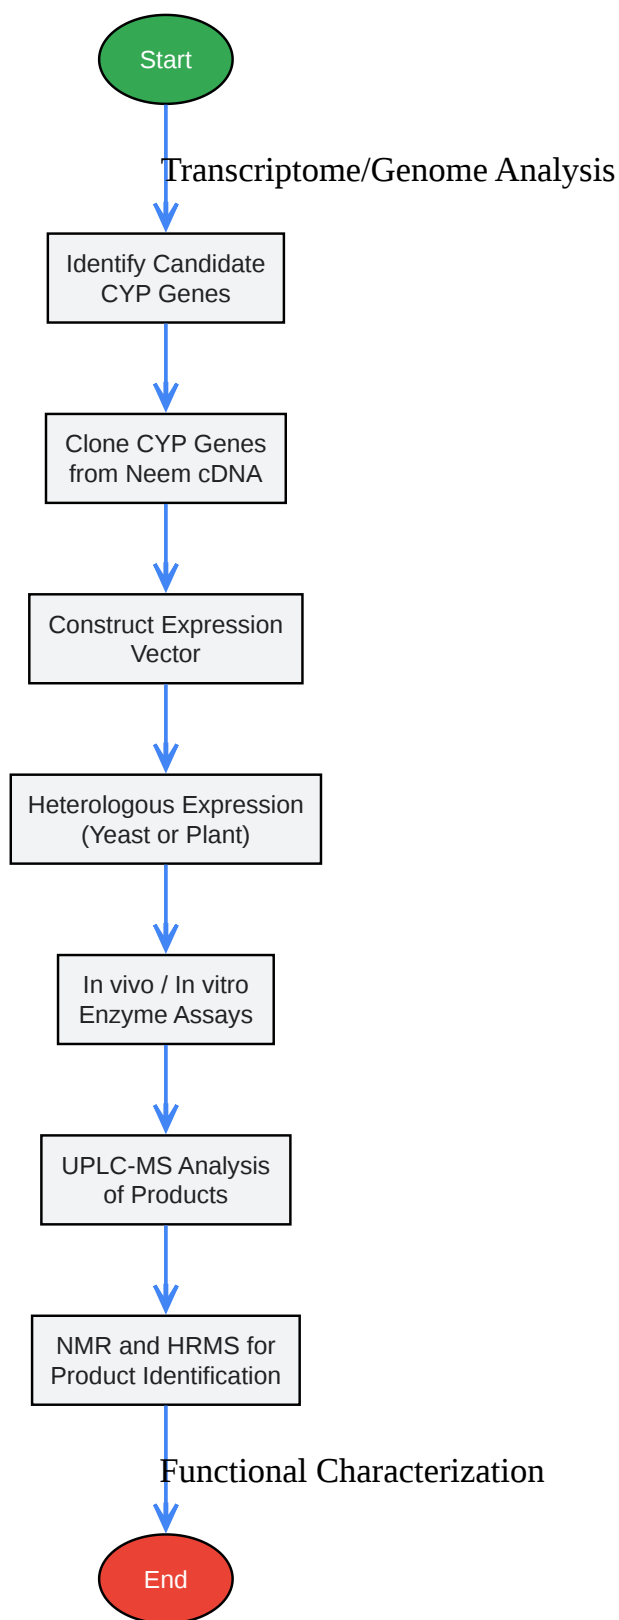 Start
Transcriptome/Genome Analysis
Identify Candidate
CYP Genes
Clone CYP Genes
from Neem cDNA
Construct Expression
Vector
Heterologous Expression
(Yeast or Plant)
In vivo / In vitro
Enzyme Assays
UPLC-MS Analysis
of Products
NMR and HRMS for
Product Identification
Functional Characterization
End